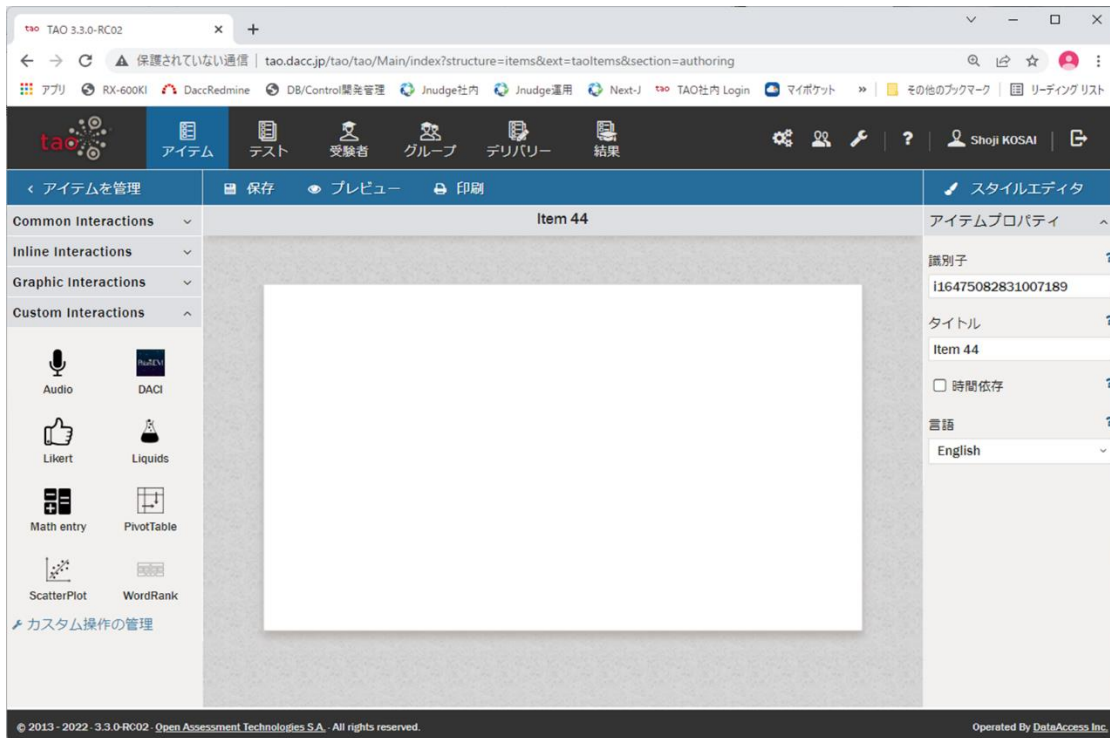 tao TAO 3.3.0-RC02
保護されていない通信 | tao.dacc.jp/tao/tao/Main/index?structure=items&ext=taoItems&section=authoring
アプリ RX-600KI DaccRedmine DB/Control開発管理 Jnudge社内 Jnudge運用 Next-J tao TAO社内 Login マイポケット » その他のブックマーク リーディング リスト
tao アイテム テスト 受験者 グループ デリバリー 結果 ? Shoji KOSAI
アイテムを管理 保存 プレビュー 印刷 スタイルエディタ
Common Interactions
Inline Interactions
Graphic Interactions
Custom Interactions
Audio DACI
Likert Liquids
Math entry PivotTable
ScatterPlot WordRank
カスタム操作の管理
Item 44
アイテムプロパティ
識別子 ?
i16475082831007189
タイトル ?
Item 44
時間依存 ?
言語 ?
English
© 2013 - 2022 · 3.3.0-RC02 · Open Assessment Technologies S.A. · All rights reserved. Operated By DataAccess Inc.